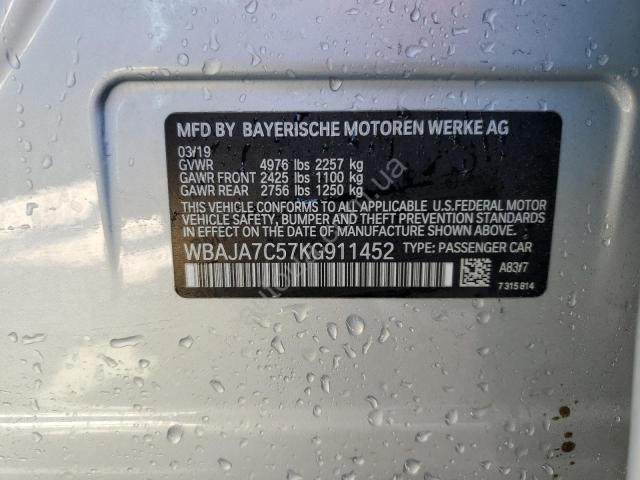 MFD BY BAYERISCHE MOTOREN WERKE AG
03/19
GVWR 4976 lbs 2257 kg
GAWR FRONT 2425 lbs 1100 kg
GAWR REAR 2756 lbs 1250 kg
THIS VEHICLE CONFORMS TO ALL APPLICABLE U.S.FEDERAL MOTOR
VEHICLE SAFETY, BUMPER, AND THEFT PREVENTION STANDARDS
IN EFFECT ON THE DATE OF MANUFACTURE SHOWN ABOVE.
WBAJA7C57KG911452 TYPE: PASSENGER CAR
A83f7
7 315 814